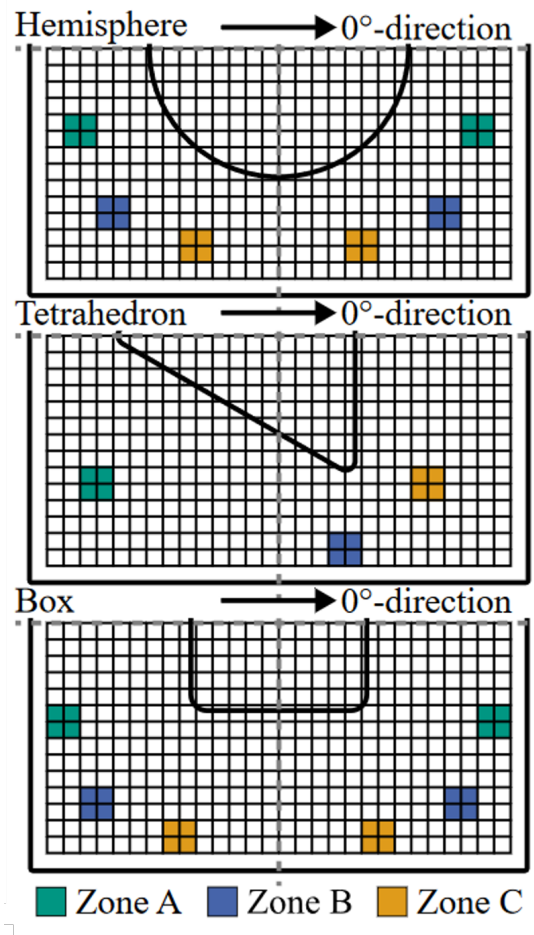 Hemisphere 0°-direction
Tetrahedron 0°-direction
Box 0°-direction
Zone A Zone B Zone C